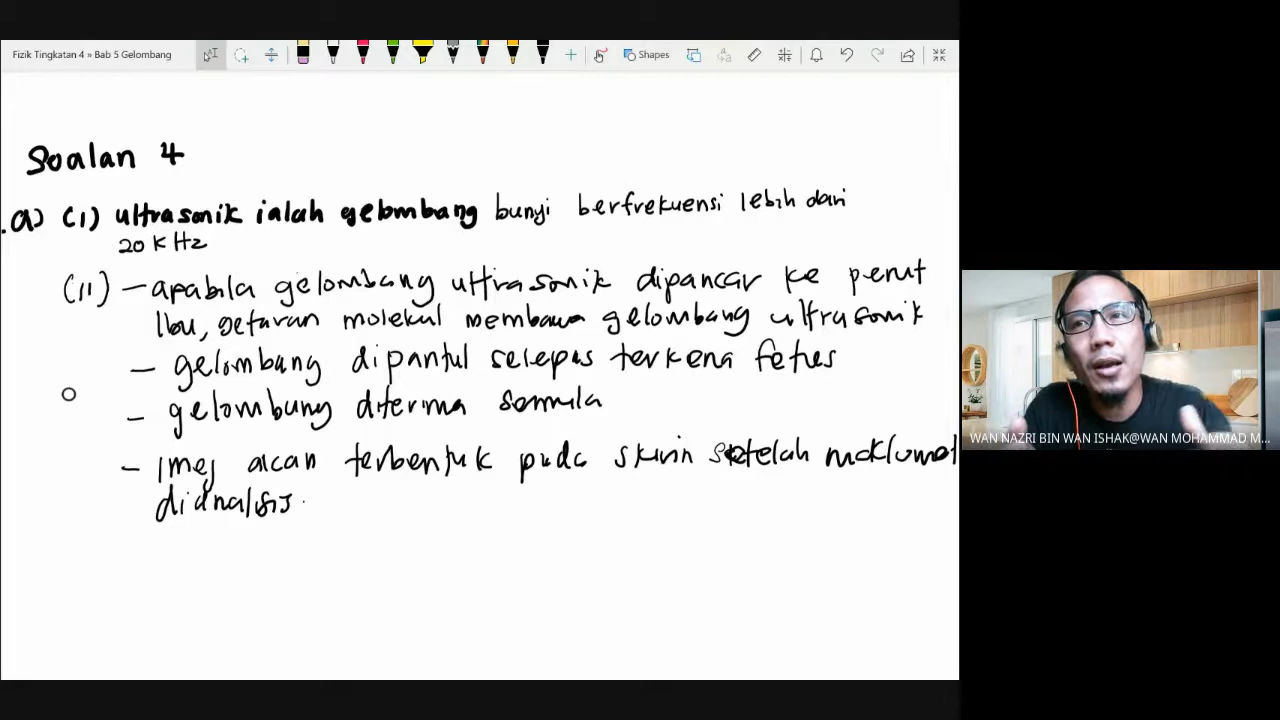 Fizik Tingkatan 4 » Bab 5 Gelombang
Shapes
Soalan 4
.a) (i) ultrasonik ialah gelombang bunyi berfrekuensi lebih dari
20 KHz
(ii) – apabila gelombang ultrasonik dipancar ke perut
Ibu, getaran molekul membawa gelombang ultrasonik
– gelombang dipantul selepas terkena fetus
– gelombang diterima semula
– imej akan terbentuk pada skrin setelah maklumat
dianalisis.
WAN NAZRI BIN WAN ISHAK@WAN MOHAMMAD M...